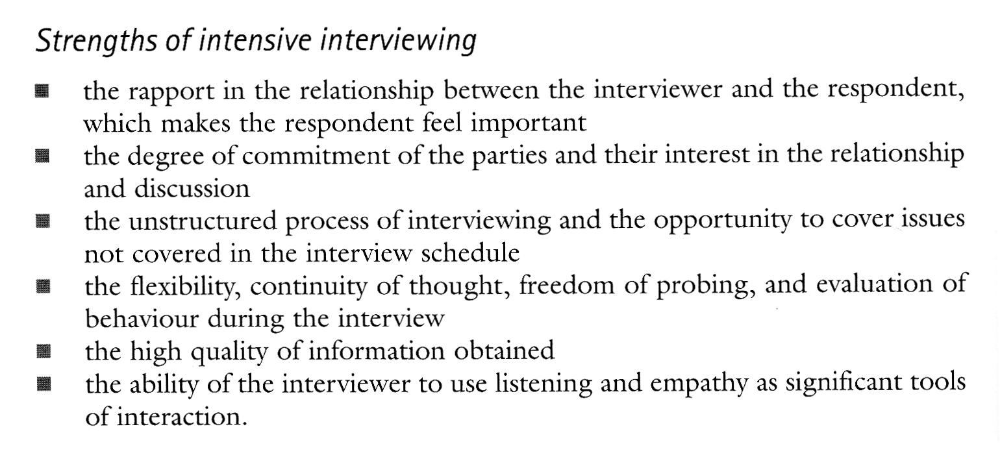 Strengths of intensive interviewing
■ the rapport in the relationship between the interviewer and the respondent,
which makes the respondent feel important
■ the degree of commitment of the parties and their interest in the relationship
and discussion
■ the unstructured process of interviewing and the opportunity to cover issues
not covered in the interview schedule
■ the flexibility, continuity of thought, freedom of probing, and evaluation of
behaviour during the interview
■ the high quality of information obtained
■ the ability of the interviewer to use listening and empathy as significant tools
of interaction.